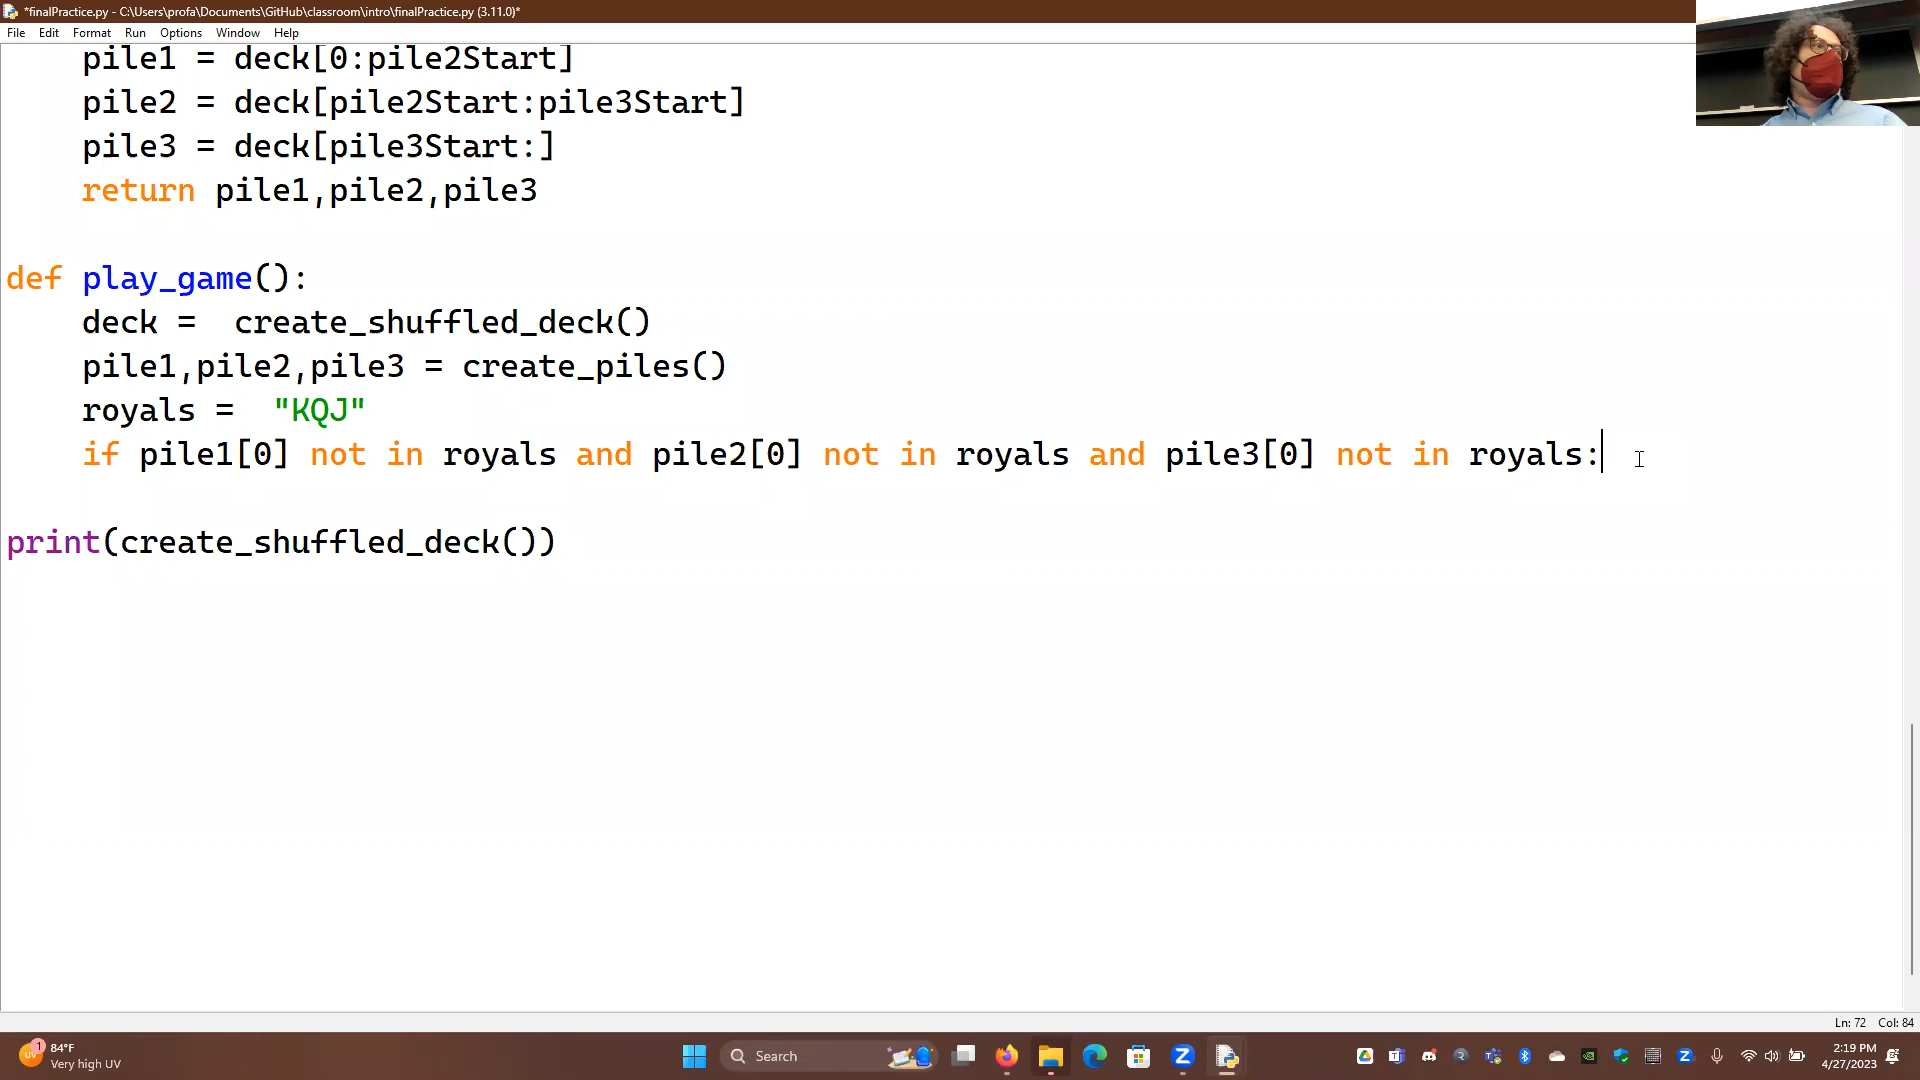 *finalPractice.py - C:\Users\profa\Documents\GitHub\classroom\intro\finalPractice.py (3.11.0)*
File Edit Format Run Options Window Help
    pile1 = deck[0:pile2Start]
    pile2 = deck[pile2Start:pile3Start]
    pile3 = deck[pile3Start:]
    return pile1,pile2,pile3
def play_game():
    deck =  create_shuffled_deck()
    pile1,pile2,pile3 = create_piles()
    royals =  "KQJ"
    if pile1[0] not in royals and pile2[0] not in royals and pile3[0] not in royals:
print(create_shuffled_deck())
Ln: 72 Col: 84
1
84°F
Very high UV
Search
2:19 PM
4/27/2023